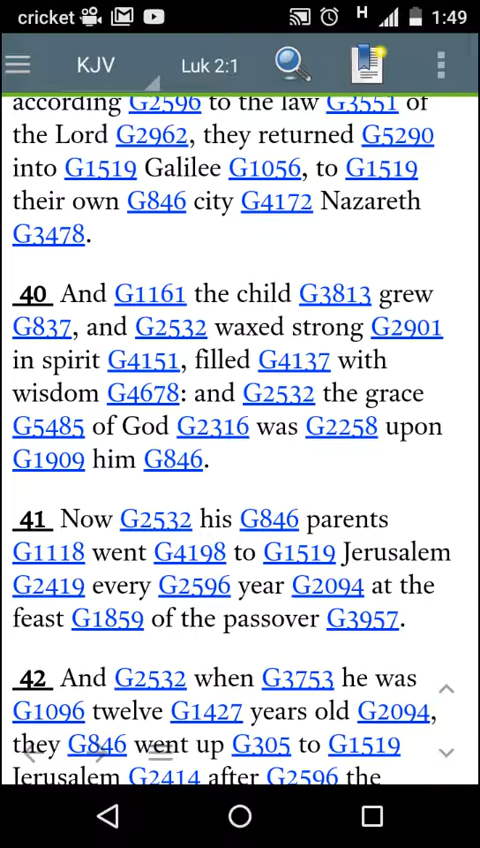 cricket H 1:49
KJV Luk 2:1
according G2596 to the law G3551 of
the Lord G2962, they returned G5290
into G1519 Galilee G1056, to G1519
their own G846 city G4172 Nazareth
G3478.
40 And G1161 the child G3813 grew
G837, and G2532 waxed strong G2901
in spirit G4151, filled G4137 with
wisdom G4678: and G2532 the grace
G5485 of God G2316 was G2258 upon
G1909 him G846.
41 Now G2532 his G846 parents
G1118 went G4198 to G1519 Jerusalem
G2419 every G2596 year G2094 at the
feast G1859 of the passover G3957.
42 And G2532 when G3753 he was
G1096 twelve G1427 years old G2094,
they G846 went up G305 to G1519
Jerusalem G2414 after G2596 the